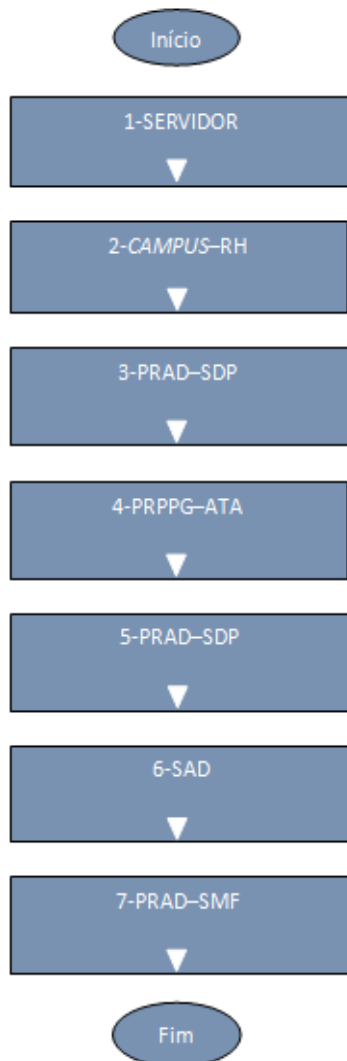 Início
1-SERVIDOR
2-CAMPUS–RH
3-PRAD–SDP
4-PRPPG–ATA
5-PRAD–SDP
6-SAD
7-PRAD–SMF
Fim